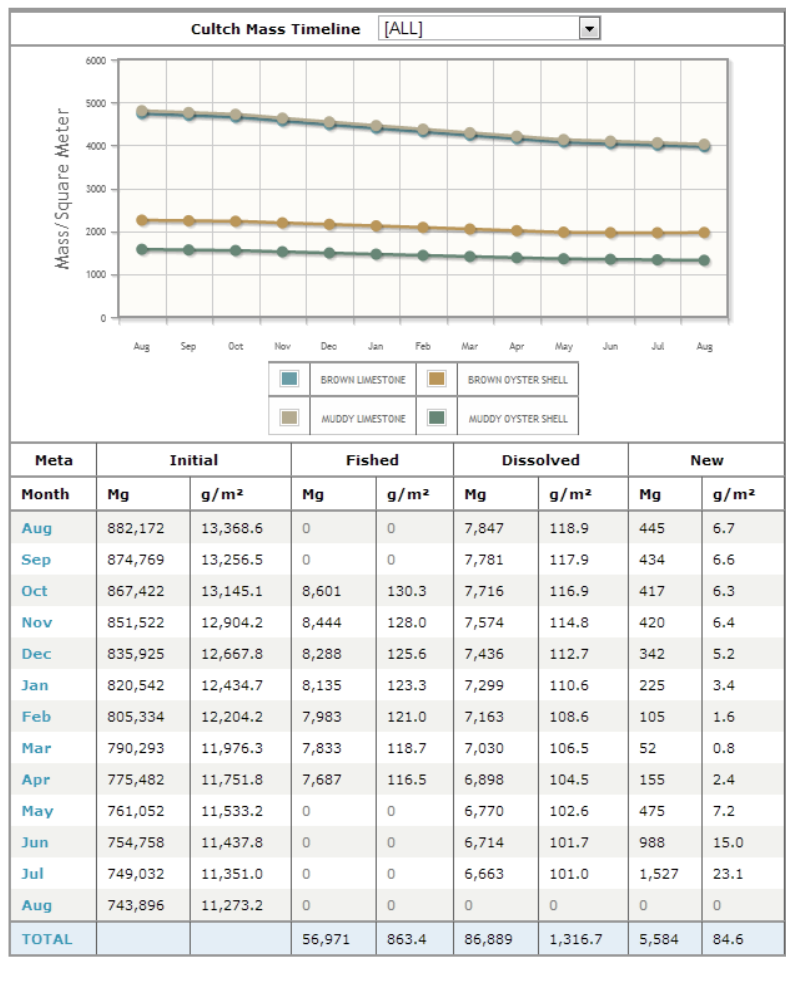 Cultch Mass Timeline [ALL]
6000
5000
4000
3000
2000
1000
0
Mass/Square Meter
Aug Sep Oct Nov Dec Jan Feb Mar Apr May Jun Jul Aug
BROWN LIMESTONE BROWN OYSTER SHELL
MUDDY LIMESTONE MUDDY OYSTER SHELL
Meta Initial Fished Dissolved New
Month Mg g/m² Mg g/m² Mg g/m² Mg g/m²
Aug 882,172 13,368.6 0 0 7,847 118.9 445 6.7
Sep 874,769 13,256.5 0 0 7,781 117.9 434 6.6
Oct 867,422 13,145.1 8,601 130.3 7,716 116.9 417 6.3
Nov 851,522 12,904.2 8,444 128.0 7,574 114.8 420 6.4
Dec 835,925 12,667.8 8,288 125.6 7,436 112.7 342 5.2
Jan 820,542 12,434.7 8,135 123.3 7,299 110.6 225 3.4
Feb 805,334 12,204.2 7,983 121.0 7,163 108.6 105 1.6
Mar 790,293 11,976.3 7,833 118.7 7,030 106.5 52 0.8
Apr 775,482 11,751.8 7,687 116.5 6,898 104.5 155 2.4
May 761,052 11,533.2 0 0 6,770 102.6 475 7.2
Jun 754,758 11,437.8 0 0 6,714 101.7 988 15.0
Jul 749,032 11,351.0 0 0 6,663 101.0 1,527 23.1
Aug 743,896 11,273.2 0 0 0 0 0 0
TOTAL 56,971 863.4 86,889 1,316.7 5,584 84.6